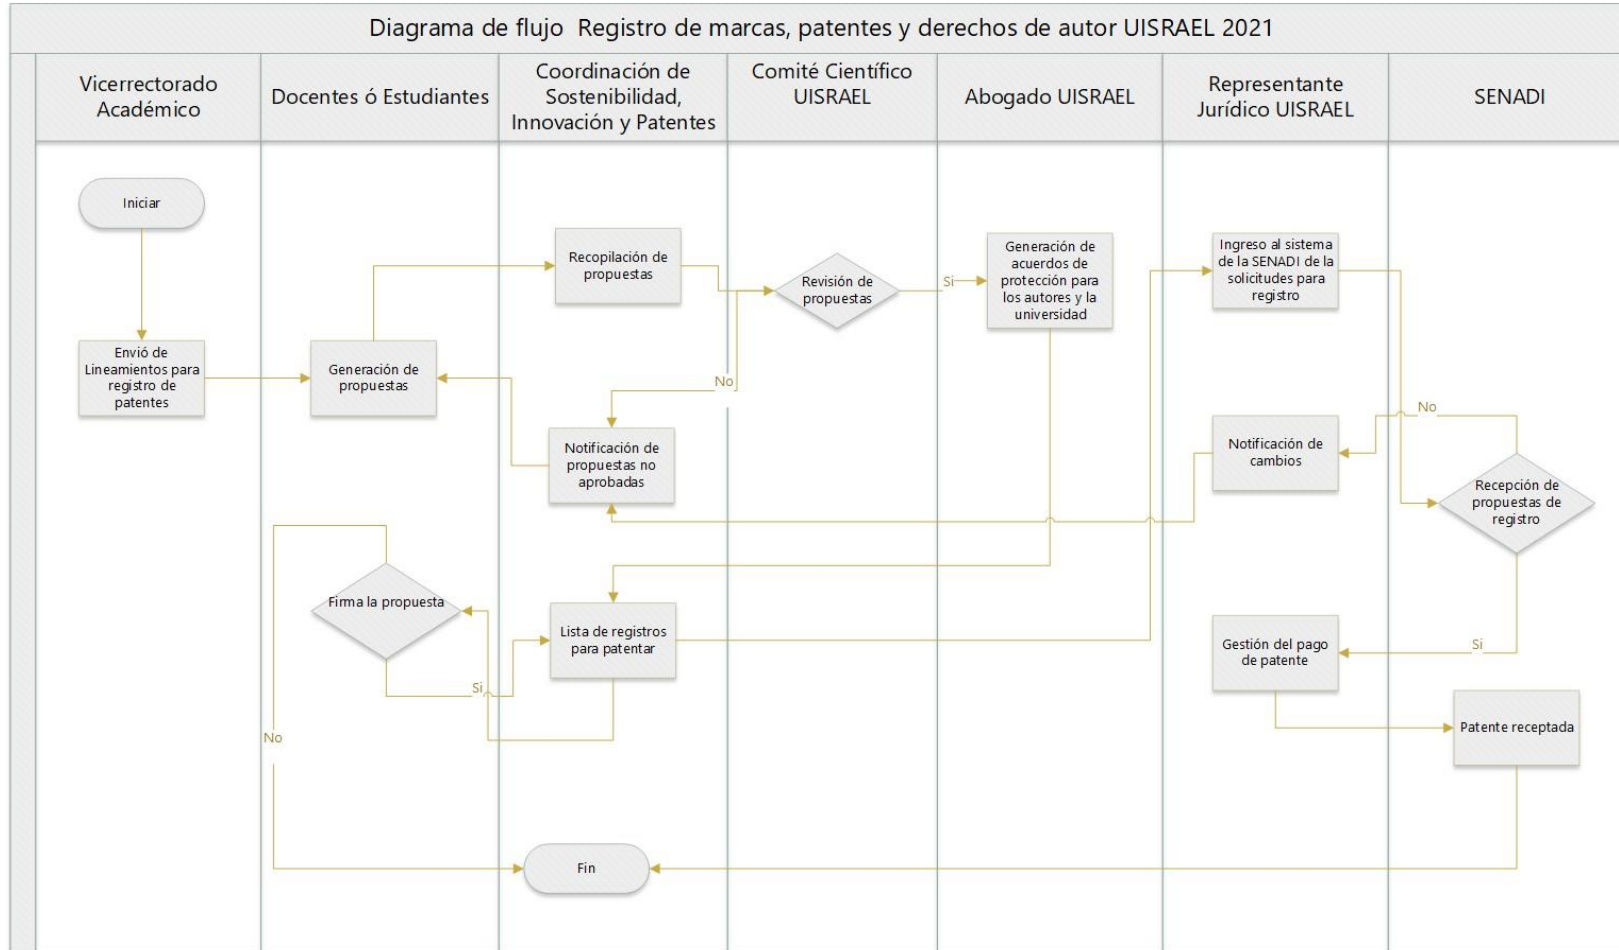 Diagrama de flujo  Registro de marcas, patentes y derechos de autor UISRAEL 2021
Vicerrectorado
Académico
Docentes ó Estudiantes
Coordinación de
Sostenibilidad,
Innovación y Patentes
Comité Científico
UISRAEL
Abogado UISRAEL
Representante
Jurídico UISRAEL
SENADI
Iniciar
Envió de
Lineamientos para
registro de
patentes
Generación de
propuestas
Recopilación de
propuestas
Revisión de
propuestas
Si
No
Generación de
acuerdos de
protección para
los autores y la
universidad
Ingreso al sistema
de la SENADI de la
solicitudes para
registro
Notificación de
propuestas no
aprobadas
Notificación de
cambios
No
Recepción de
propuestas de
registro
Firma la propuesta
Si
No
Lista de registros
para patentar
Gestión del pago
de patente
Si
Patente receptada
Fin